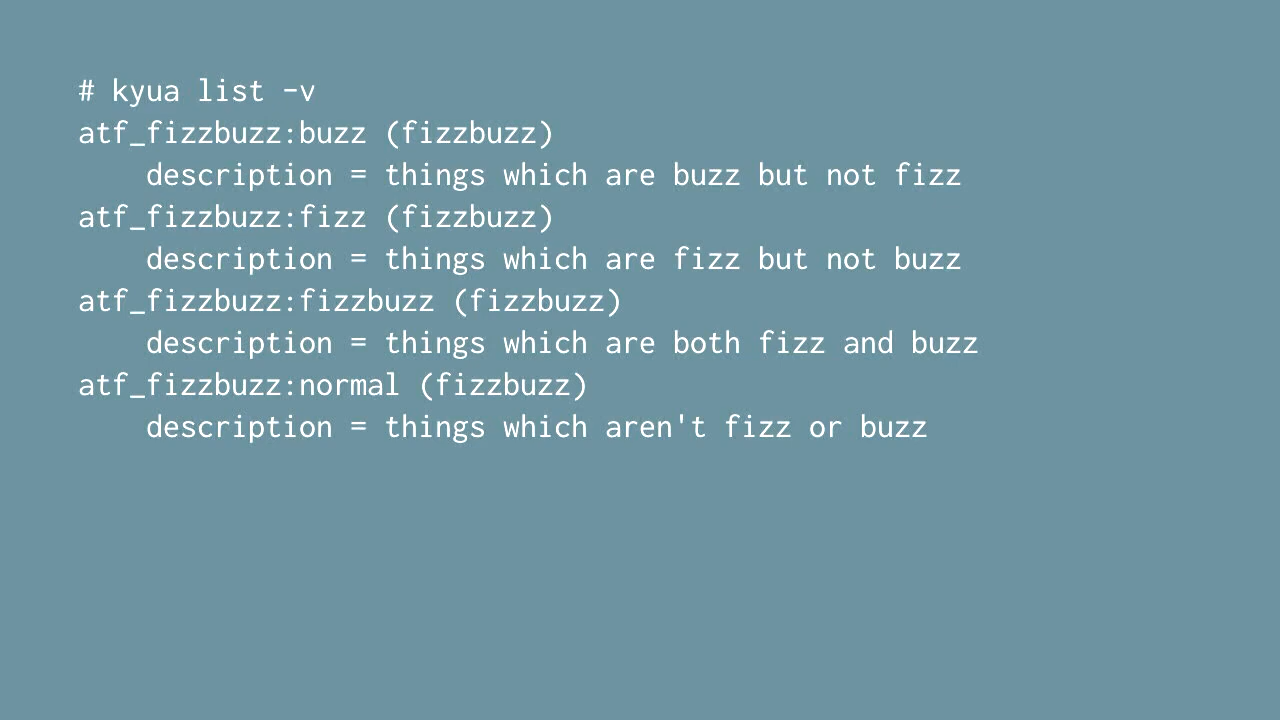 # kyua list -v
atf_fizzbuzz:buzz (fizzbuzz)
    description = things which are buzz but not fizz
atf_fizzbuzz:fizz (fizzbuzz)
    description = things which are fizz but not buzz
atf_fizzbuzz:fizzbuzz (fizzbuzz)
    description = things which are both fizz and buzz
atf_fizzbuzz:normal (fizzbuzz)
    description = things which aren't fizz or buzz